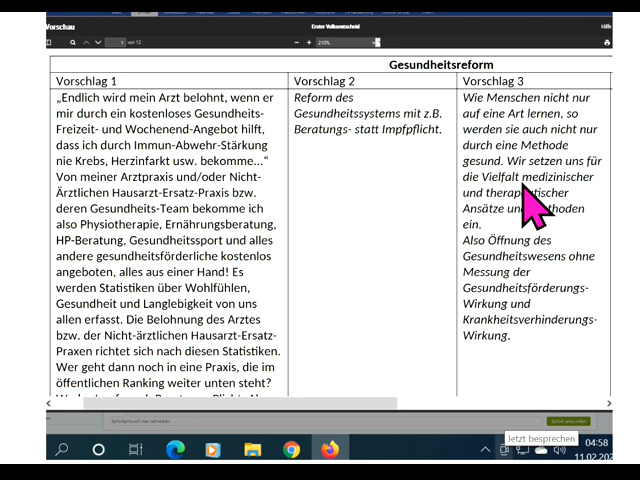 Vorschau
Erster Volksentscheid
Hilfe
1 von 12
210%
Gesundheitsreform
Vorschlag 1
„Endlich wird mein Arzt belohnt, wenn er
mir durch ein kostenloses Gesundheits-
Freizeit- und Wochenend-Angebot hilft,
dass ich durch Immun-Abwehr-Stärkung
nie Krebs, Herzinfarkt usw. bekomme...“
Von meiner Arztpraxis und/oder Nicht-
Ärztlichen Hausarzt-Ersatz-Praxis bzw.
deren Gesundheits-Team bekomme ich
also Physiotherapie, Ernährungsberatung,
HP-Beratung, Gesundheitssport und alles
andere gesundheitsförderliche kostenlos
angeboten, alles aus einer Hand! Es
werden Statistiken über Wohlfühlen,
Gesundheit und Langlebigkeit von uns
allen erfasst. Die Belohnung des Arztes
bzw. der Nicht-ärztlichen Hausarzt-Ersatz-
Praxen richtet sich nach diesen Statistiken.
Wer geht dann noch in eine Praxis, die im
öffentlichen Ranking weiter unten steht?
Vorschlag 2
Reform des
Gesundheitssystems mit z.B.
Beratungs- statt Impfpflicht.
Vorschlag 3
Wie Menschen nicht nur
auf eine Art lernen, so
werden sie auch nicht nur
durch eine Methode
gesund. Wir setzen uns für
die Vielfalt medizinischer
und therapeutischer
Ansätze und Methoden
ein.
Also Öffnung des
Gesundheitswesens ohne
Messung der
Gesundheitsförderungs-
Wirkung und
Krankheitsverhinderungs-
Wirkung.
Jetzt besprechen
04:58
11.02.20